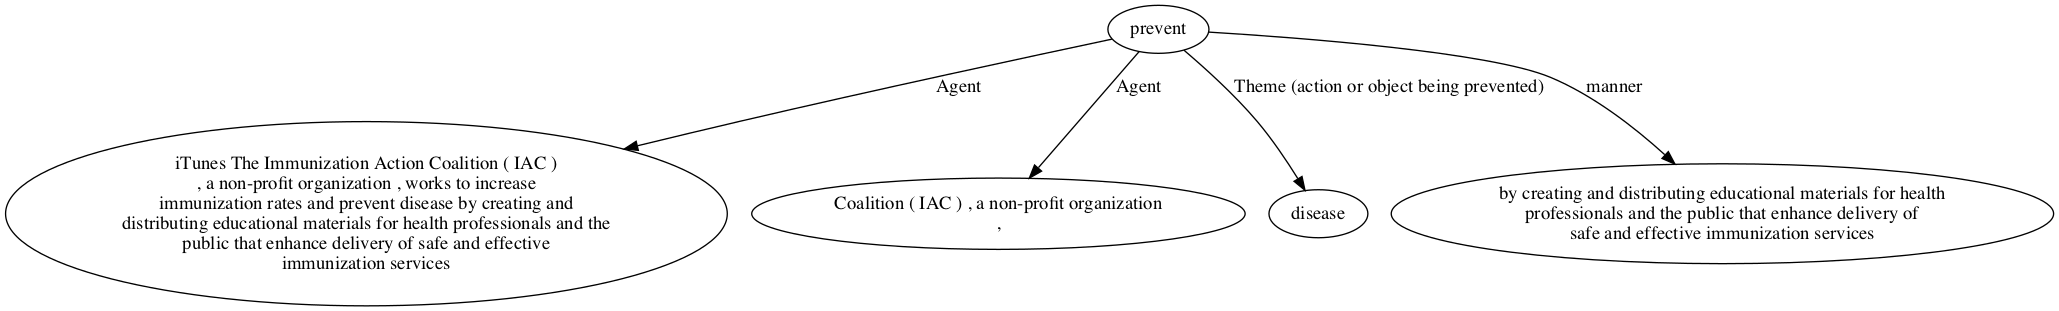 prevent
Agent
Agent
Theme (action or object being prevented)
manner
iTunes The Immunization Action Coalition ( IAC )
, a non-profit organization , works to increase
immunization rates and prevent disease by creating and
distributing educational materials for health professionals and the
public that enhance delivery of safe and effective
immunization services
Coalition ( IAC ) , a non-profit organization
,
disease
by creating and distributing educational materials for health
professionals and the public that enhance delivery of
safe and effective immunization services